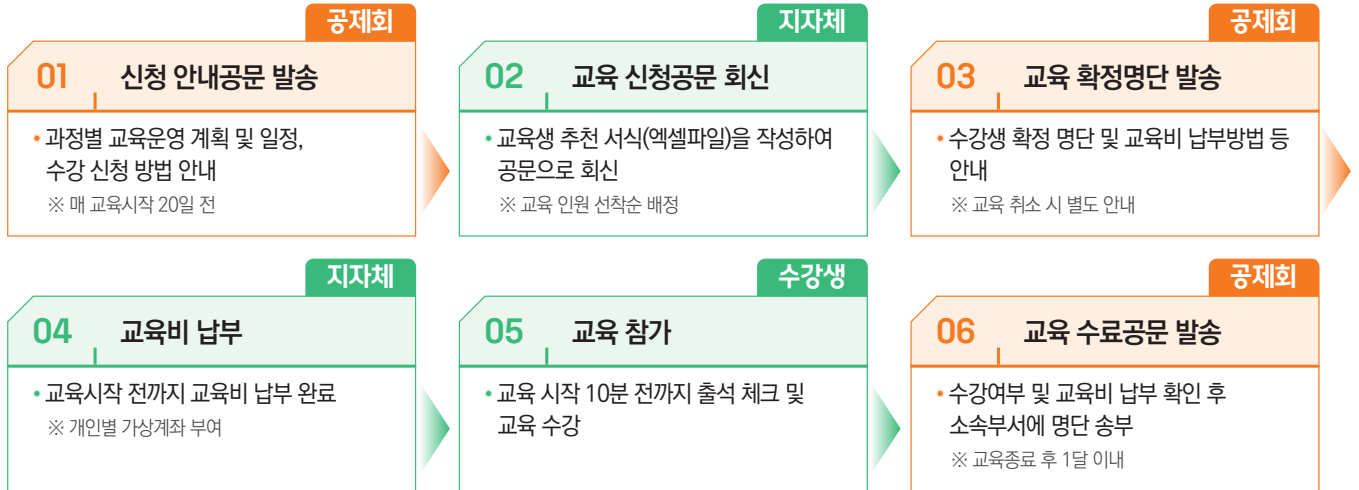 공제회
01 신청 안내공문 발송
• 과정별 교육운영 계획 및 일정,
수강 신청 방법 안내
※ 매 교육시작 20일 전
지자체
02 교육 신청공문 회신
• 교육생 추천 서식(엑셀파일)을 작성하여
공문으로 회신
※ 교육 인원 선착순 배정
공제회
03 교육 확정명단 발송
• 수강생 확정 명단 및 교육비 납부방법 등
안내
※ 교육 취소 시 별도 안내
지자체
04 교육비 납부
• 교육시작 전까지 교육비 납부 완료
※ 개인별 가상계좌 부여
수강생
05 교육 참가
• 교육 시작 10분 전까지 출석 체크 및
교육 수강
공제회
06 교육 수료공문 발송
• 수강여부 및 교육비 납부 확인 후
소속부서에 명단 송부
※ 교육종료 후 1달 이내